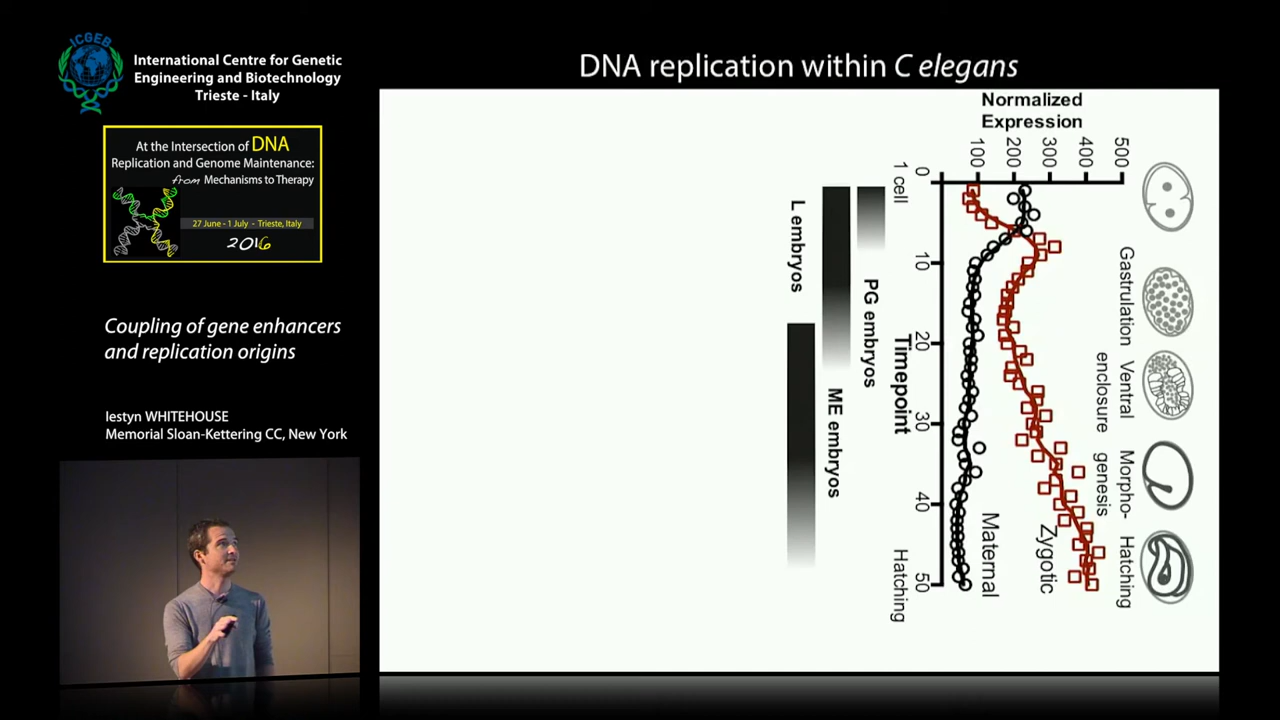 ICGEB
International Centre for Genetic
Engineering and Biotechnology
Trieste - Italy
At the Intersection of DNA
Replication and Genome Maintenance:
from Mechanisms to Therapy
27 June - 1 July - Trieste, Italy
2016
Coupling of gene enhancers
and replication origins
Iestyn WHITEHOUSE
Memorial Sloan-Kettering CC, New York
DNA replication within C elegans
Normalized
Expression
500
400
300
200
100
0
1 cell
10
20
30
40
50
Timepoint
Hatching
Maternal
Zygotic
Gastrulation
Ventral
enclosure
Morpho-
genesis
Hatching
PG embryos
ME embryos
L embryos